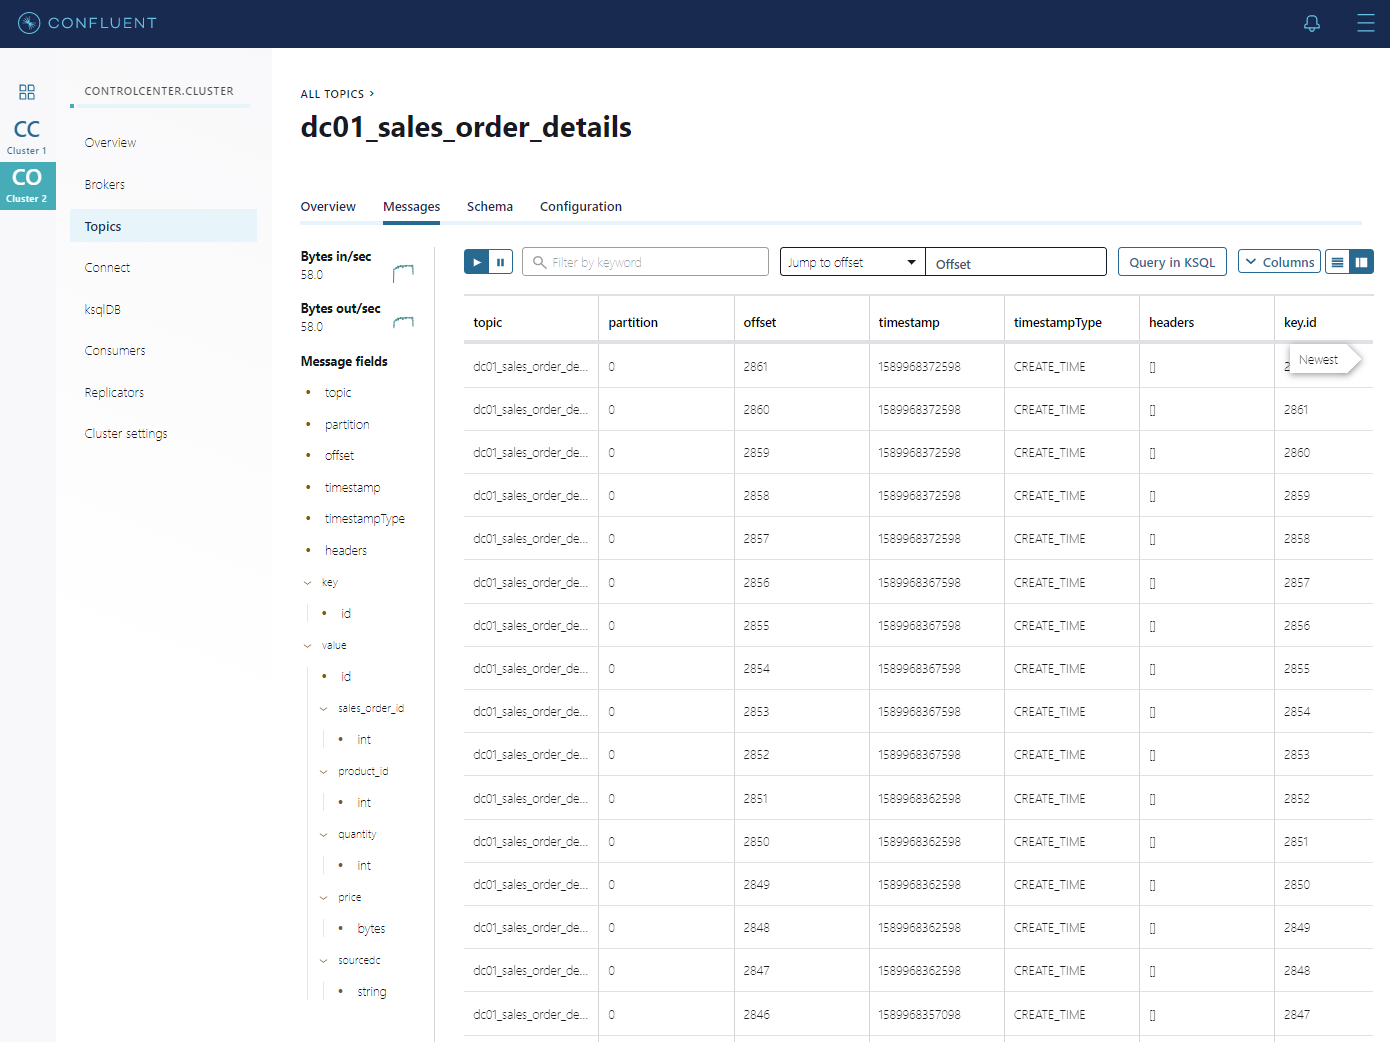 CONFLUENT
CC
Cluster 1
CO
Cluster 2
CONTROLCENTER.CLUSTER
Overview
Brokers
Topics
Connect
ksqlDB
Consumers
Replicators
Cluster settings
ALL TOPICS >
dc01_sales_order_details
Overview Messages Schema Configuration
Bytes in/sec
58.0
Bytes out/sec
58.0
Message fields
topic
partition
offset
timestamp
timestampType
headers
key
id
value
id
sales_order_id
int
product_id
int
quantity
int
price
bytes
sourcedc
string
Filter by keyword Jump to offset Offset Query in KSQL Columns
topic partition offset timestamp timestampType headers key.id
Newest
dc01_sales_order_de... 0 2861 1589968372598 CREATE_TIME []
dc01_sales_order_de... 0 2860 1589968372598 CREATE_TIME [] 2861
dc01_sales_order_de... 0 2859 1589968372598 CREATE_TIME [] 2860
dc01_sales_order_de... 0 2858 1589968372598 CREATE_TIME [] 2859
dc01_sales_order_de... 0 2857 1589968372598 CREATE_TIME [] 2858
dc01_sales_order_de... 0 2856 1589968367598 CREATE_TIME [] 2857
dc01_sales_order_de... 0 2855 1589968367598 CREATE_TIME [] 2856
dc01_sales_order_de... 0 2854 1589968367598 CREATE_TIME [] 2855
dc01_sales_order_de... 0 2853 1589968367598 CREATE_TIME [] 2854
dc01_sales_order_de... 0 2852 1589968367598 CREATE_TIME [] 2853
dc01_sales_order_de... 0 2851 1589968362598 CREATE_TIME [] 2852
dc01_sales_order_de... 0 2850 1589968362598 CREATE_TIME [] 2851
dc01_sales_order_de... 0 2849 1589968362598 CREATE_TIME [] 2850
dc01_sales_order_de... 0 2848 1589968362598 CREATE_TIME [] 2849
dc01_sales_order_de... 0 2847 1589968362598 CREATE_TIME [] 2848
dc01_sales_order_de... 0 2846 1589968357098 CREATE_TIME [] 2847